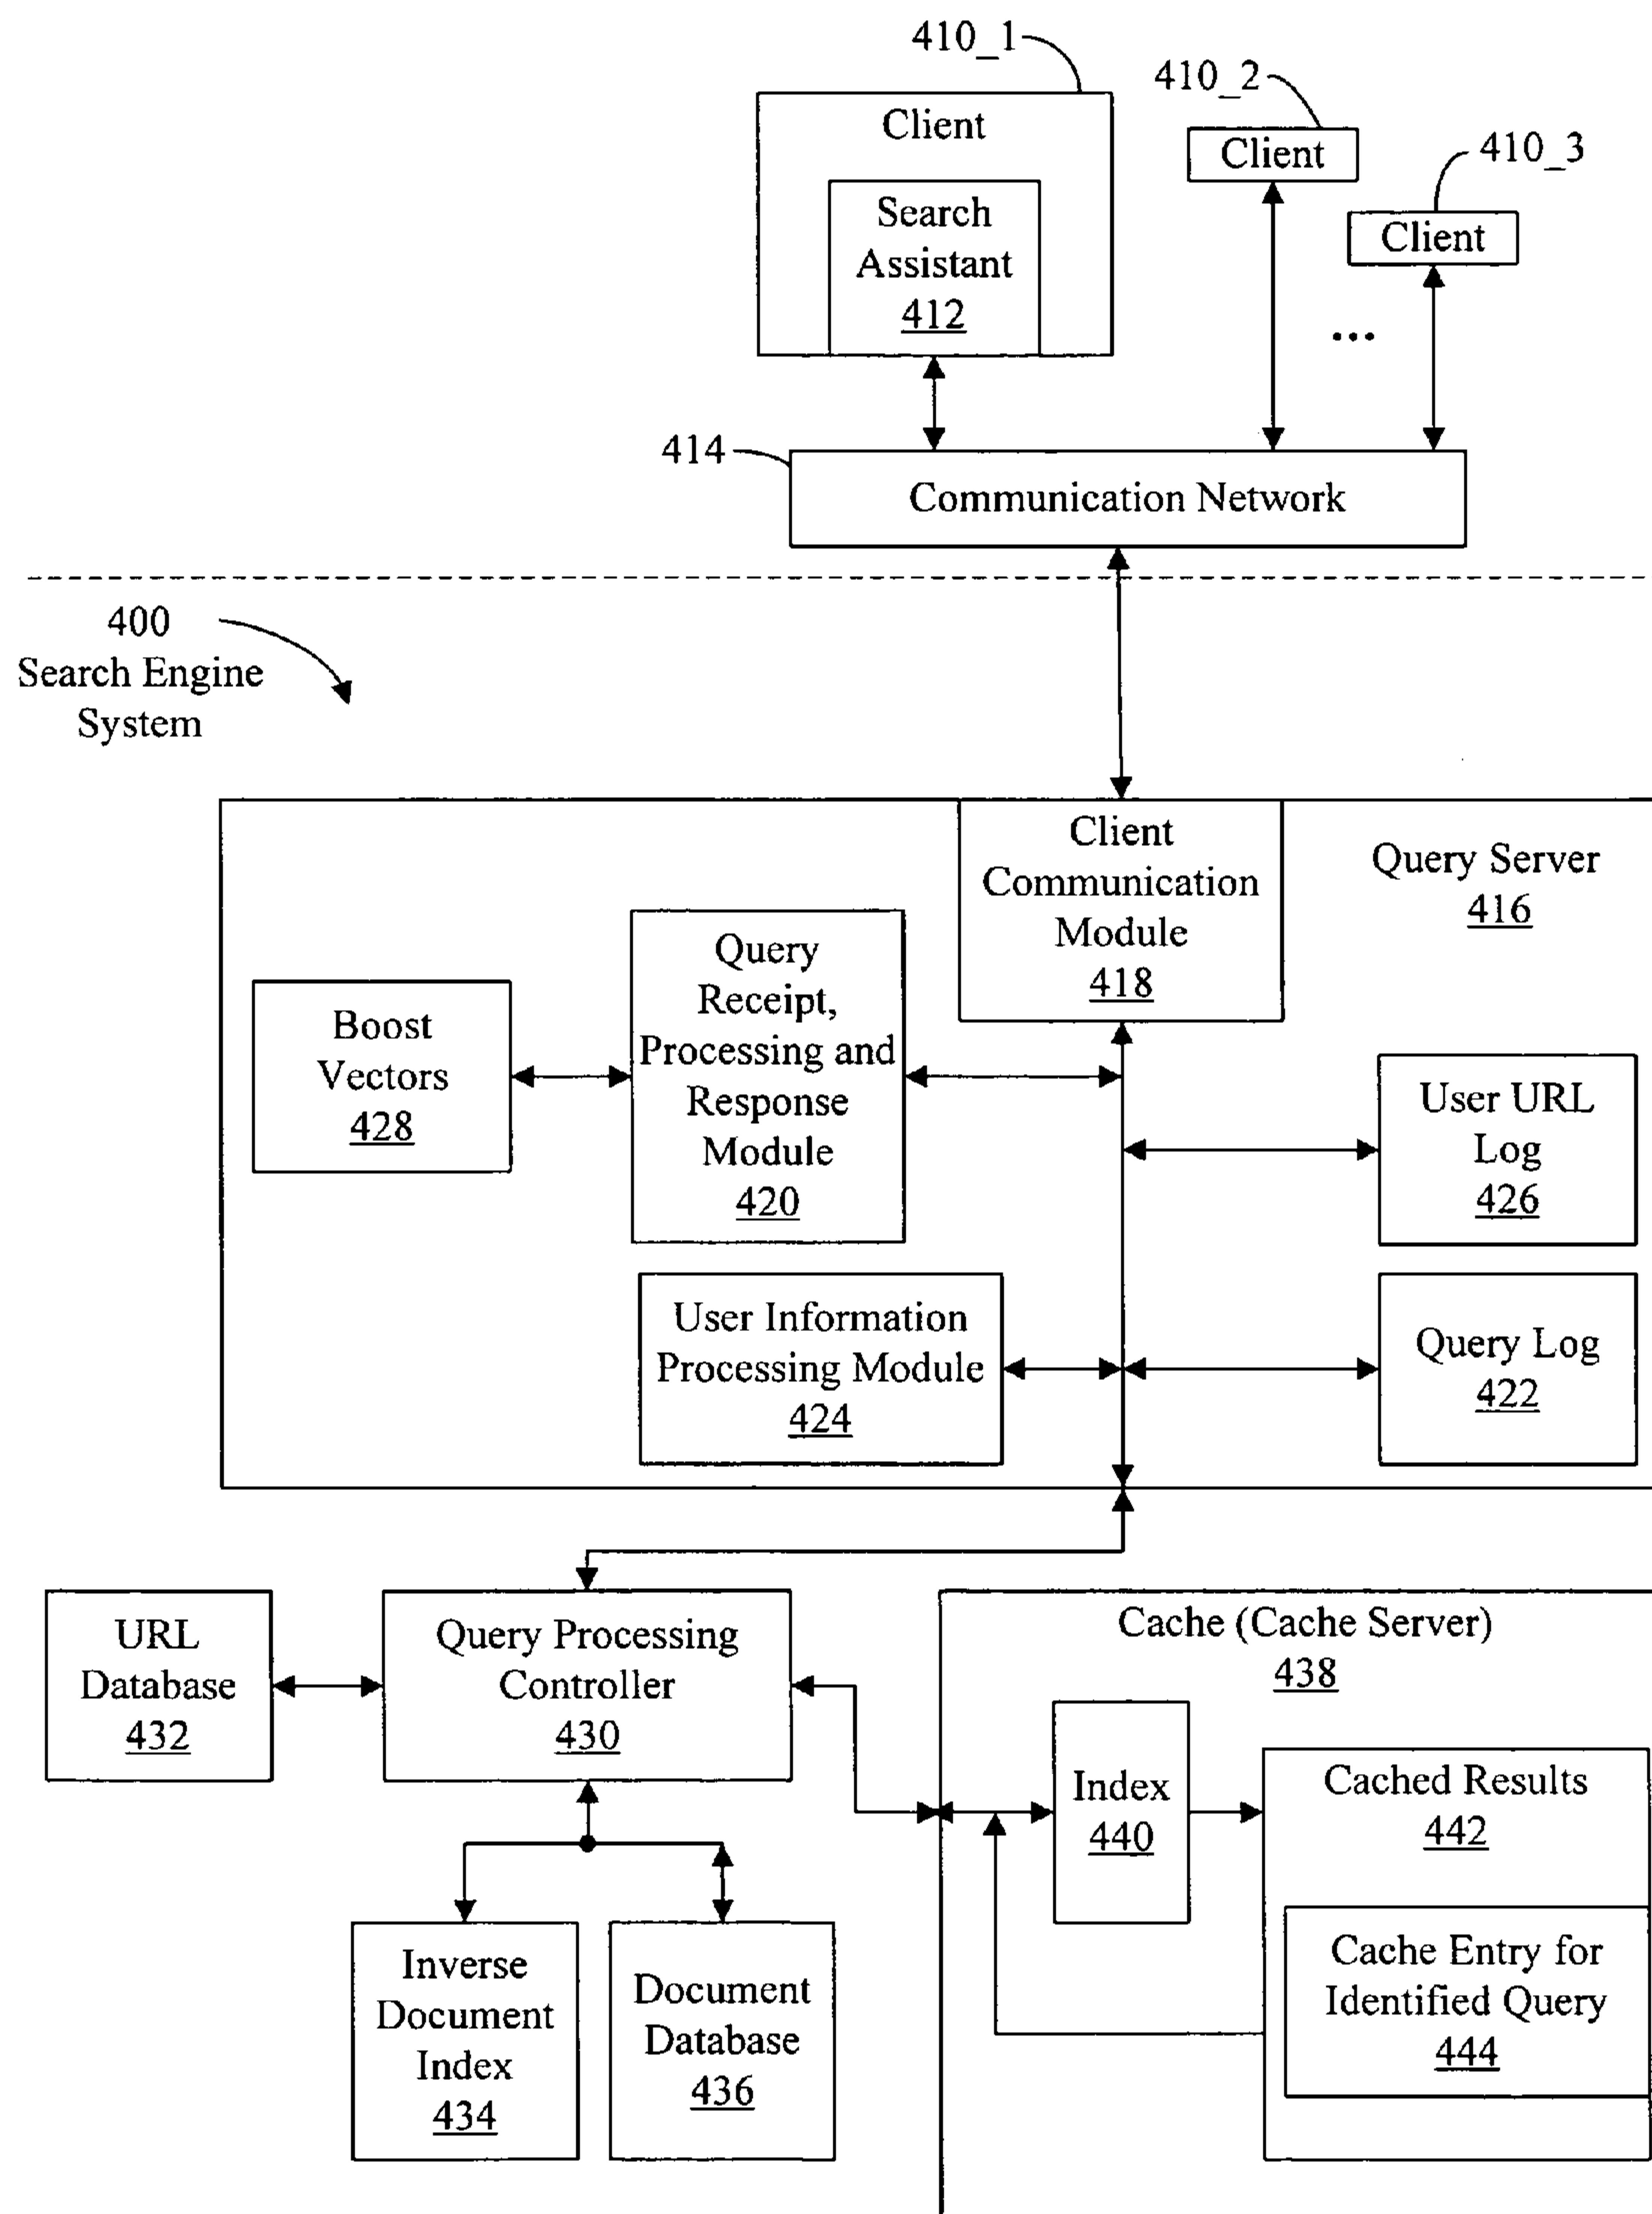 410_1
410_2
410_3
Client
Search
Assistant
412
Client
Client
...
414
Communication Network
400
Search Engine
System
Client
Communication
Module
418
Query Server
416
Query
Receipt,
Processing and
Response
Module
420
Boost
Vectors
428
User URL
Log
426
User Information
Processing Module
424
Query Log
422
URL
Database
432
Query Processing
Controller
430
Cache (Cache Server)
438
Index
440
Cached Results
442
Cache Entry for
Identified Query
444
Inverse
Document
Index
434
Document
Database
436